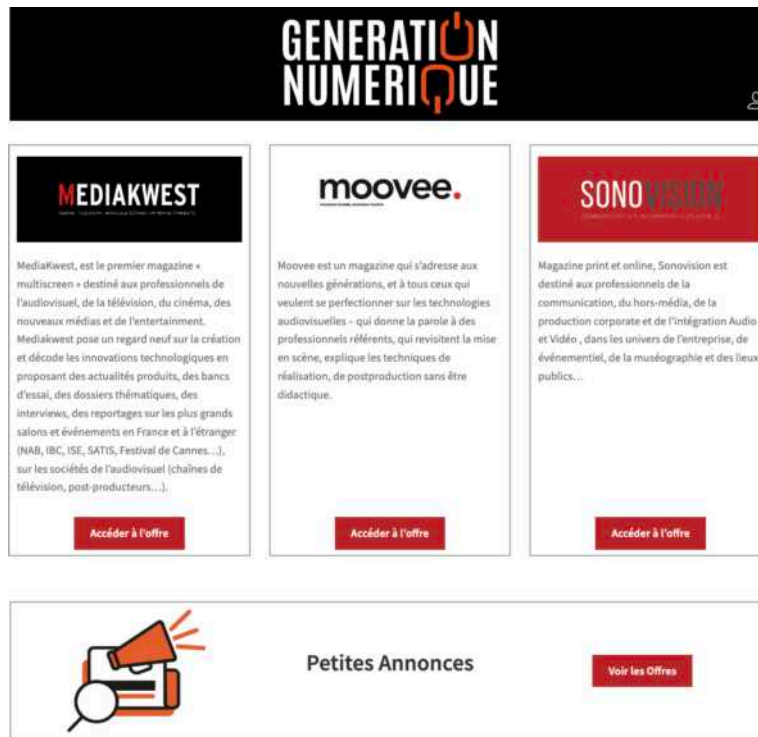 GENERATION
NUMERIQUE
MEDIAKWEST
MediaKwest, est le premier magazine «
multiscreen » destiné aux professionnels de
l'audiovisuel, de la télévision, du cinéma, des
nouveaux médias et de l'entertainment.
Mediakwest pose un regard neuf sur la création
et décode les innovations technologiques en
proposant des actualités produits, des bancs
d'essai, des dossiers thématiques, des
interviews, des reportages sur les plus grands
salons et événements en France et à l'étranger
(NAB, IBC, ISE, SATIS, Festival de Cannes...),
sur les sociétés de l'audiovisuel (chaînes de
télévision, post-producteurs...).
Accéder à l'offre
moovee.
Moovee est un magazine qui s'adresse aux
nouvelles générations, et à tous ceux qui
veulent se perfectionner sur les technologies
audiovisuelles – qui donne la parole à des
professionnels référents, qui revisitent la mise
en scène, explique les techniques de
réalisation, de postproduction sans être
didactique.
Accéder à l'offre
SONOVISION
Magazine print et online, Sonovision est
destiné aux professionnels de la
communication, du hors-média, de la
production corporate et de l'intégration Audio
et Vidéo , dans les univers de l'entreprise, de
événementiel, de la muséographie et des lieux
publics...
Accéder à l'offre
Petites Annonces
Voir les Offres